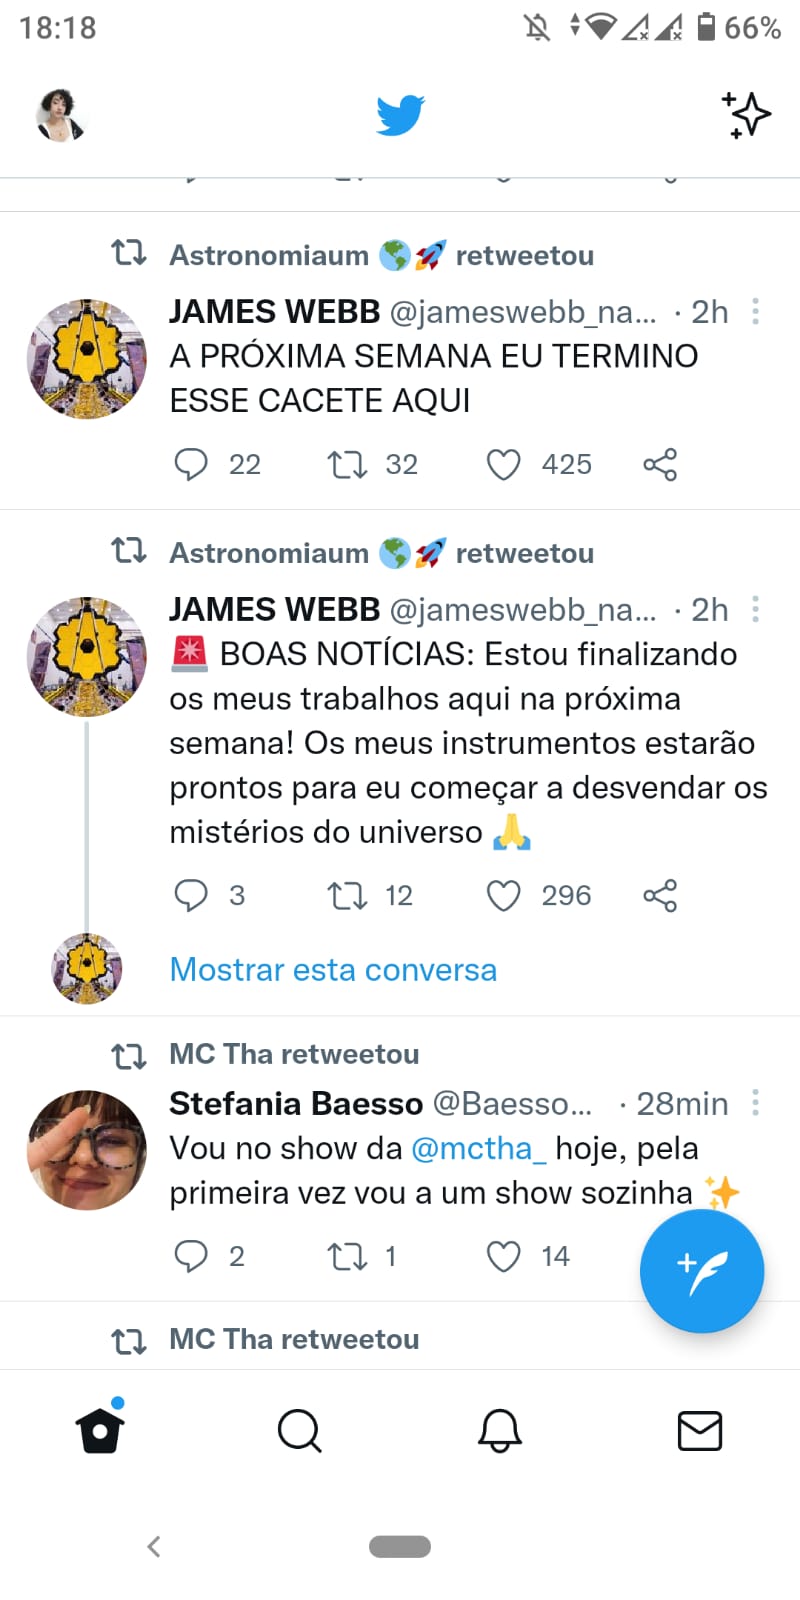 18:18
66%
Astronomiaum 🌎🚀 retweetou
JAMES WEBB @jameswebb_na... · 2h
A PRÓXIMA SEMANA EU TERMINO
ESSE CACETE AQUI
22 32 425
Astronomiaum 🌎🚀 retweetou
JAMES WEBB @jameswebb_na... · 2h
🚨 BOAS NOTÍCIAS: Estou finalizando
os meus trabalhos aqui na próxima
semana! Os meus instrumentos estarão
prontos para eu começar a desvendar os
mistérios do universo 🙏
3 12 296
Mostrar esta conversa
MC Tha retweetou
Stefania Baesso @Baesso... · 28min
Vou no show da @mctha_ hoje, pela
primeira vez vou a um show sozinha ✨
2 1 14
MC Tha retweetou